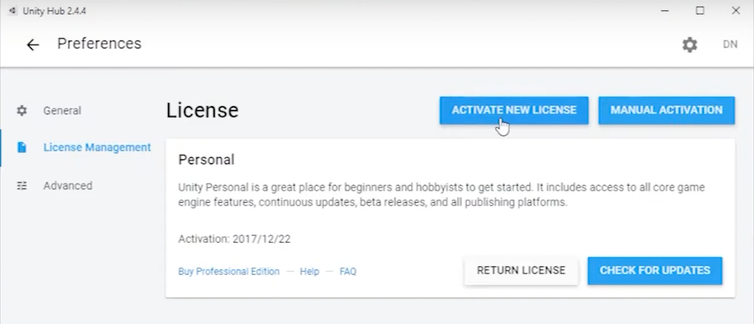 Unity Hub 2.4.4
Preferences
DN
General
License Management
Advanced
License
ACTIVATE NEW LICENSE
MANUAL ACTIVATION
Personal
Unity Personal is a great place for beginners and hobbyists to get started. It includes access to all core game
engine features, continuous updates, beta releases, and all publishing platforms.
Activation: 2017/12/22
Buy Professional Edition — Help — FAQ
RETURN LICENSE
CHECK FOR UPDATES